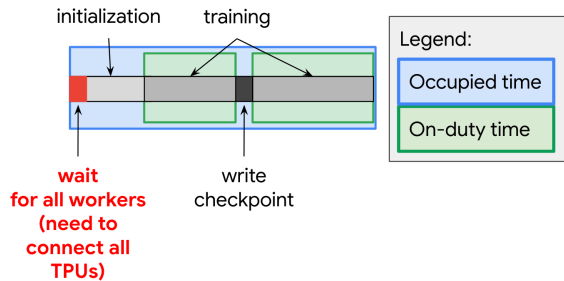 initialization
training
Legend:
Occupied time
On-duty time
wait
for all workers
(need to
connect all
TPUs)
write
checkpoint